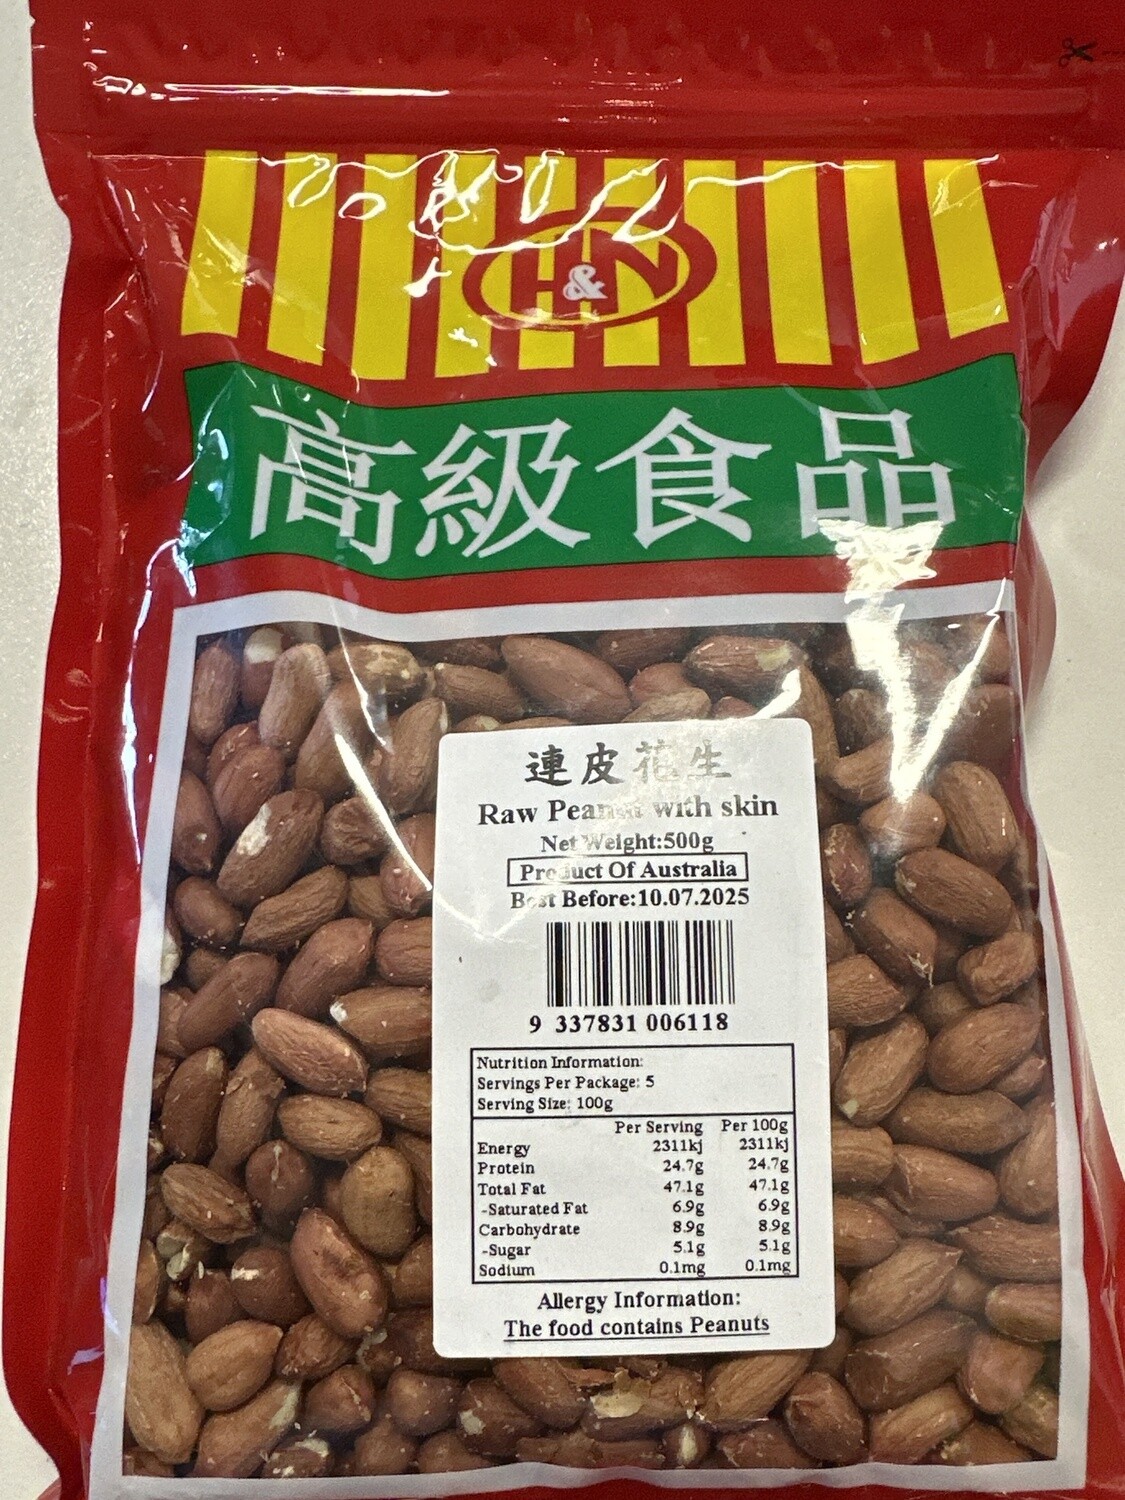 H&N
高級食品
連皮花生
Raw Peanut with skin
Net Weight:500g
Product Of Australia
Best Before:10.07.2025
9 337831 006118
Nutrition Information:
Servings Per Package: 5
Serving Size: 100g
Per Serving Per 100g
Energy 2311kj 2311kj
Protein 24.7g 24.7g
Total Fat 47.1g 47.1g
-Saturated Fat 6.9g 6.9g
Carbohydrate 8.9g 8.9g
-Sugar 5.1g 5.1g
Sodium 0.1mg 0.1mg
Allergy Information:
The food contains Peanuts